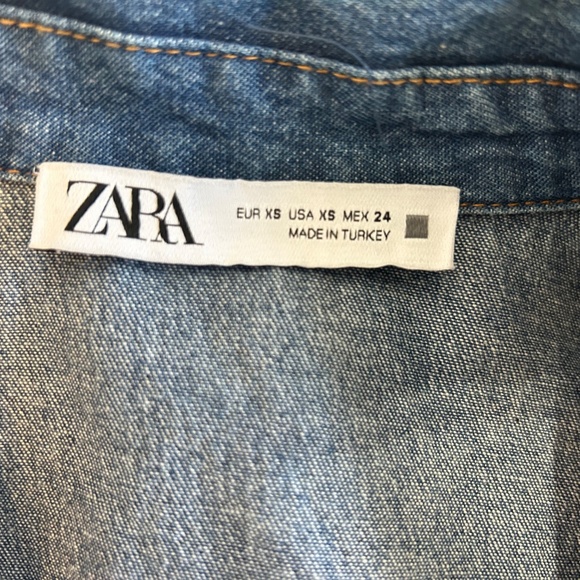 ZARA
EUR XS USA XS MEX 24
MADE IN TURKEY